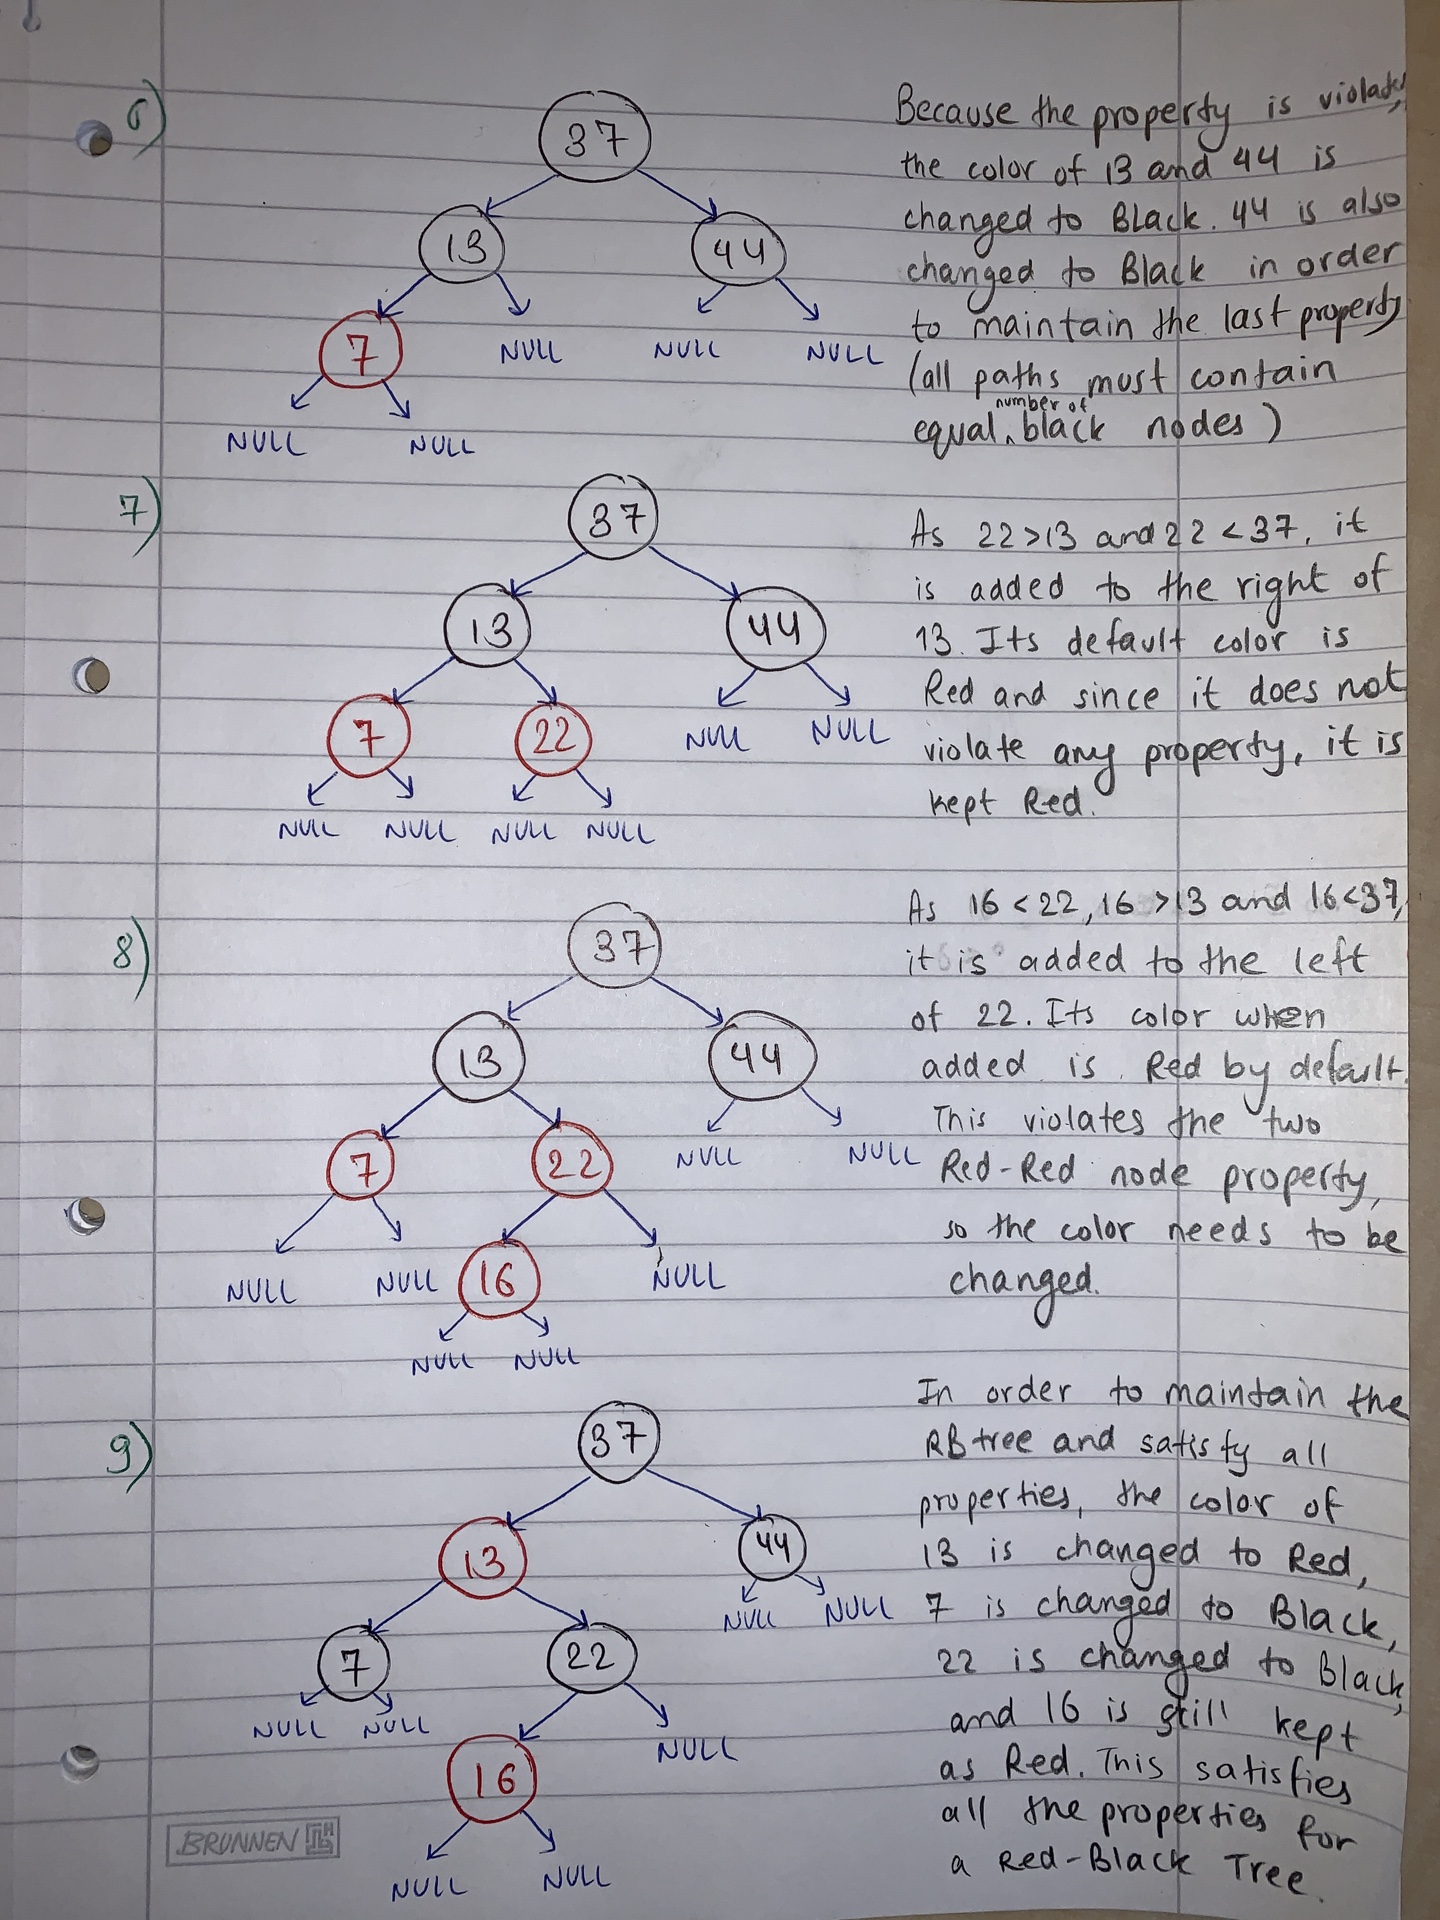 6)
37
13 44
7 NULL NULL NULL
NULL NULL
Because the property is violated,
the color of 13 and 44 is
changed to Black. 44 is also
changed to Black in order
to maintain the last property
(all paths must contain
number of
equal black nodes)
7)
37
13 44
7 22 NULL NULL
NULL NULL NULL NULL
As 22>13 and 22<37, it
is added to the right of
13. Its default color is
Red and since it does not
violate any property, it is
kept Red.
8)
37
13 44
7 22 NULL NULL
NULL NULL 16 NULL
NULL NULL
As 16<22, 16>13 and 16<37,
it is added to the left
of 22. Its color when
added is Red by default.
This violates the two
Red-Red node property,
so the color needs to be
changed.
9)
37
13 44
7 22 NULL NULL
NULL NULL 16 NULL
NULL NULL
In order to maintain the
RB tree and satisfy all
properties, the color of
13 is changed to Red,
7 is changed to Black,
22 is changed to Black,
and 16 is still kept
as Red. This satisfies
all the properties for
a Red-Black Tree.
BRUNNEN